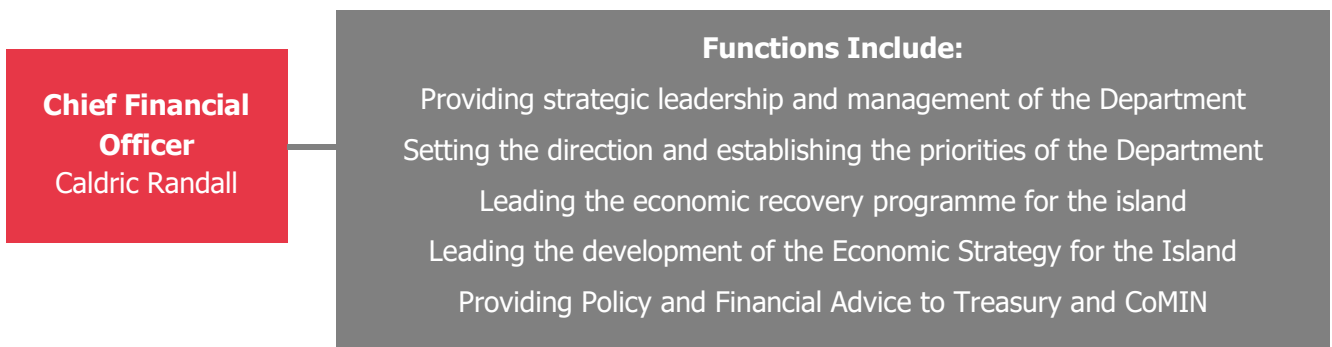 Chief Financial
Officer
Caldric Randall
Functions Include:
Providing strategic leadership and management of the Department
Setting the direction and establishing the priorities of the Department
Leading the economic recovery programme for the island
Leading the development of the Economic Strategy for the Island
Providing Policy and Financial Advice to Treasury and CoMIN